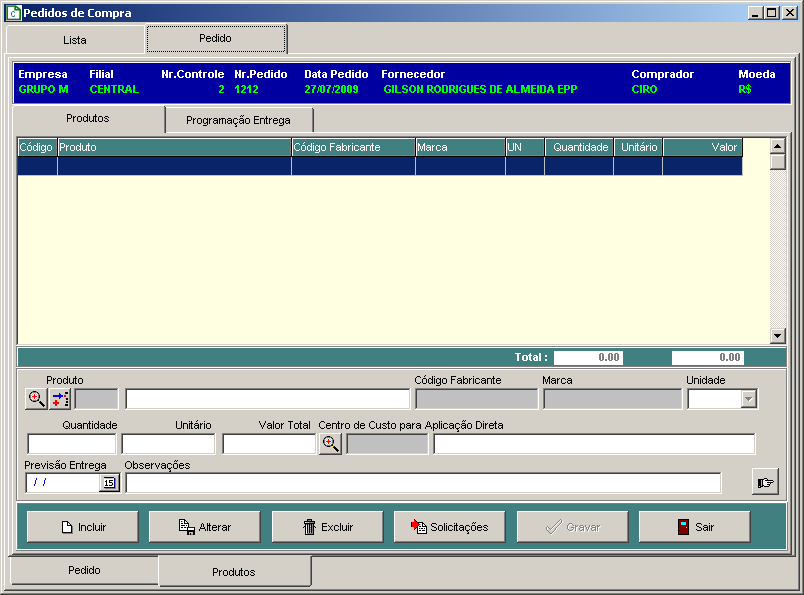 Pedidos de Compra
Lista Pedido
Empresa Filial Nr.Controle Nr.Pedido Data Pedido Fornecedor Comprador Moeda
GRUPO M CENTRAL 2 1212 27/07/2009 GILSON RODRIGUES DE ALMEIDA EPP CIRO R$
Produtos Programação Entrega
Código Produto Código Fabricante Marca UN Quantidade Unitário Valor
Total : 0.00 0.00
Produto Código Fabricante Marca Unidade
Quantidade Unitário Valor Total Centro de Custo para Aplicação Direta
Previsão Entrega Observações
/ / 15
Incluir Alterar Excluir Solicitações Gravar Sair
Pedido Produtos